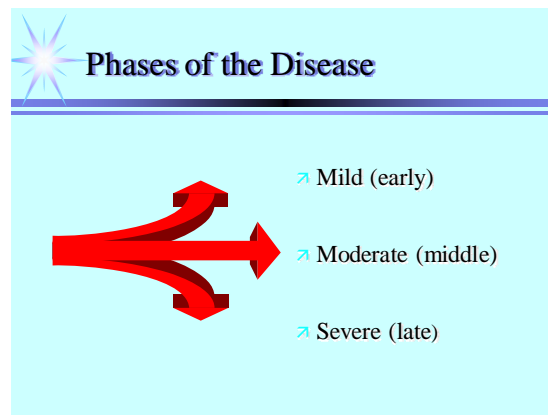 Phases of the Disease
Mild (early)
Moderate (middle)
Severe (late)